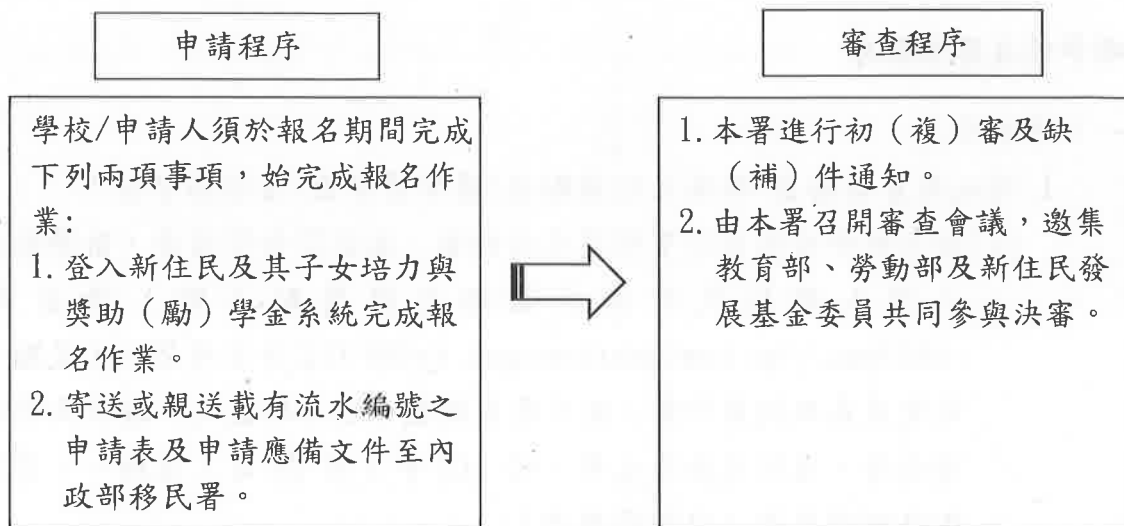 申請程序
學校/申請人須於報名期間完成
下列兩項事項，始完成報名作
業:
1. 登入新住民及其子女培力與
獎助（勵）學金系統完成報
名作業。
2. 寄送或親送載有流水編號之
申請表及申請應備文件至內
政部移民署。
審查程序
1. 本署進行初（複）審及缺
（補）件通知。
2. 由本署召開審查會議，邀集
教育部、勞動部及新住民發
展基金委員共同參與決審。